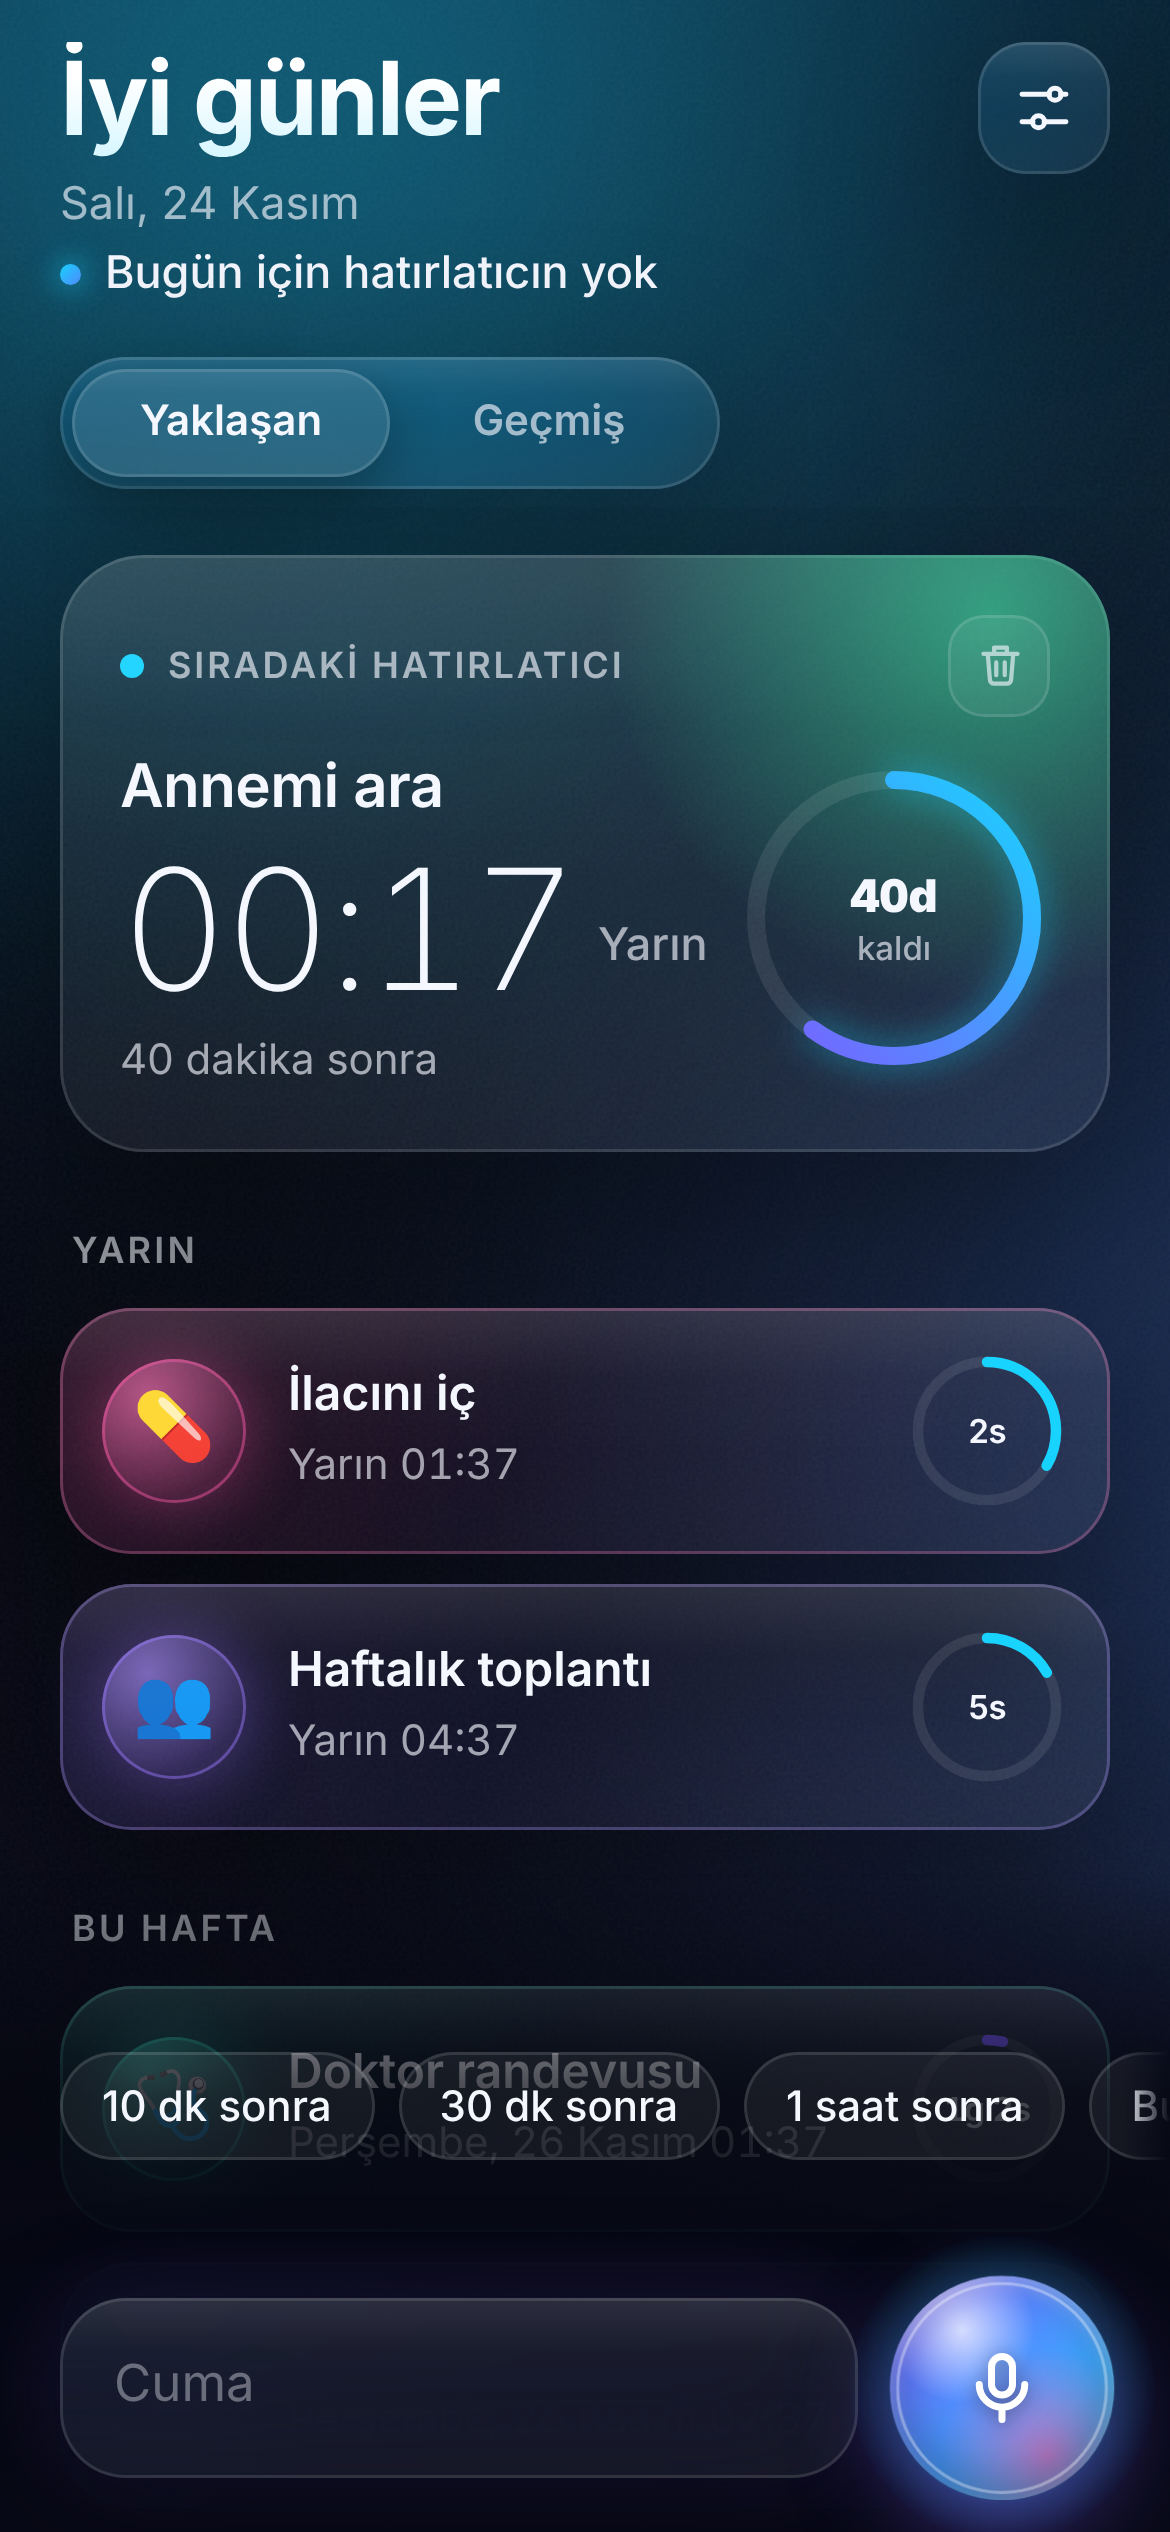 İyi günler
Salı, 24 Kasım
Bugün için hatırlatıcın yok
Yaklaşan
Geçmiş
SIRADAKİ HATIRLATICI
Annemi ara
00:17 Yarın
40d
kaldı
40 dakika sonra
YARIN
İlacını iç
Yarın 01:37
2s
Haftalık toplantı
Yarın 04:37
5s
BU HAFTA
Doktor randevusu
Perşembe, 26 Kasım 01:37
10 dk sonra
30 dk sonra
1 saat sonra
Cuma